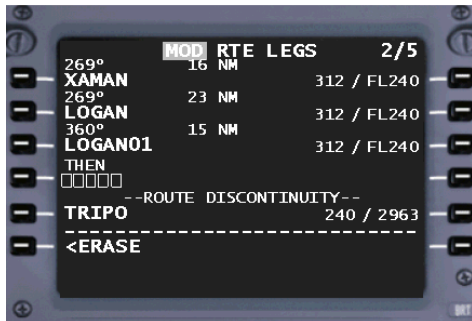 MOD RTE LEGS 2/5
269° 16 NM
XAMAN 312 / FL240
269° 23 NM
LOGAN
360° 15 NM 312 / FL240
LOGAN01 312 / FL240
THEN
□□□□□
--ROUTE DISCONTINUITY--
TRIPO 240 / 2963
--------------------------------
<ERASE